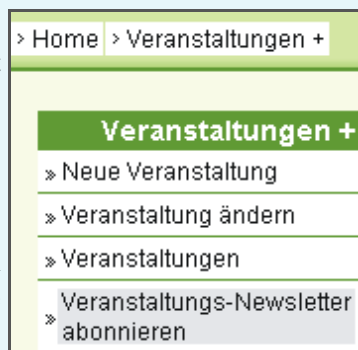 > Home > Veranstaltungen +
Veranstaltungen +
» Neue Veranstaltung
» Veranstaltung ändern
» Veranstaltungen
» Veranstaltungs-Newsletter
abonnieren